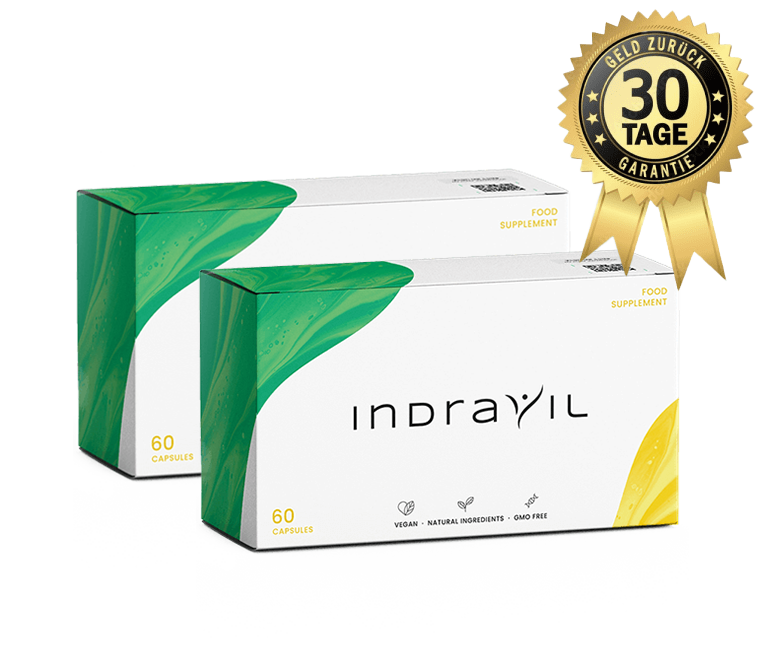 GELD ZURÜCK
30
TAGE
GARANTIE
FOOD
SUPPLEMENT
60
CAPSULES
FOOD
SUPPLEMENT
INDRAVIL
VEGAN · NATURAL INGREDIENTS · GMO FREE
60
CAPSULES